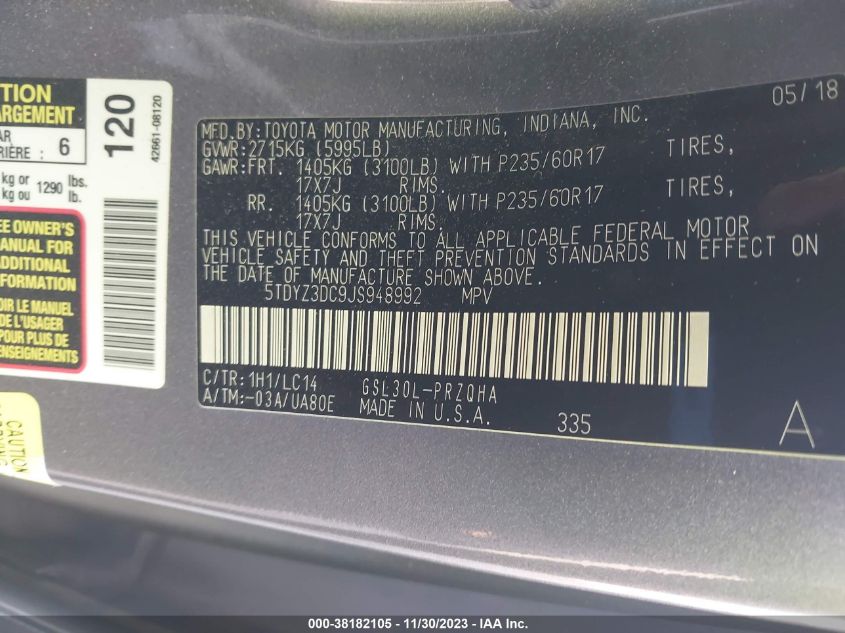 TION
ARGEMENT
AR
RIÈRE : 6
kg or 1290 lbs.
kg ou lb.
EE OWNER'S
MANUAL FOR
ADDITIONAL
FORMATION
IR LE MANUEL
DE L'USAGER
POUR PLUS DE
ENSEIGNEMENTS
120
42661-08120
CAUTION
05/18
MFD.BY:TOYOTA MOTOR MANUFACTURING, INDIANA, INC.
GVWR:2715KG (5995LB)
GAWR:FRT. 1405KG (3100LB) WITH P235/60R17 TIRES,
17X7J RIMS.
RR. 1405KG (3100LB) WITH P235/60R17 TIRES,
17X7J RIMS.
THIS VEHICLE CONFORMS TO ALL APPLICABLE FEDERAL MOTOR
VEHICLE SAFETY AND THEFT PREVENTION STANDARDS IN EFFECT ON
THE DATE OF MANUFACTURE SHOWN ABOVE.
5TDYZ3DC9JS948992 MPV
C/TR:1H1/LC14 GSL30L-PRZQHA
A/TM:-03A/UA80E MADE IN U.S.A. 335
A
000-38182105 - 11/30/2023 - IAA Inc.